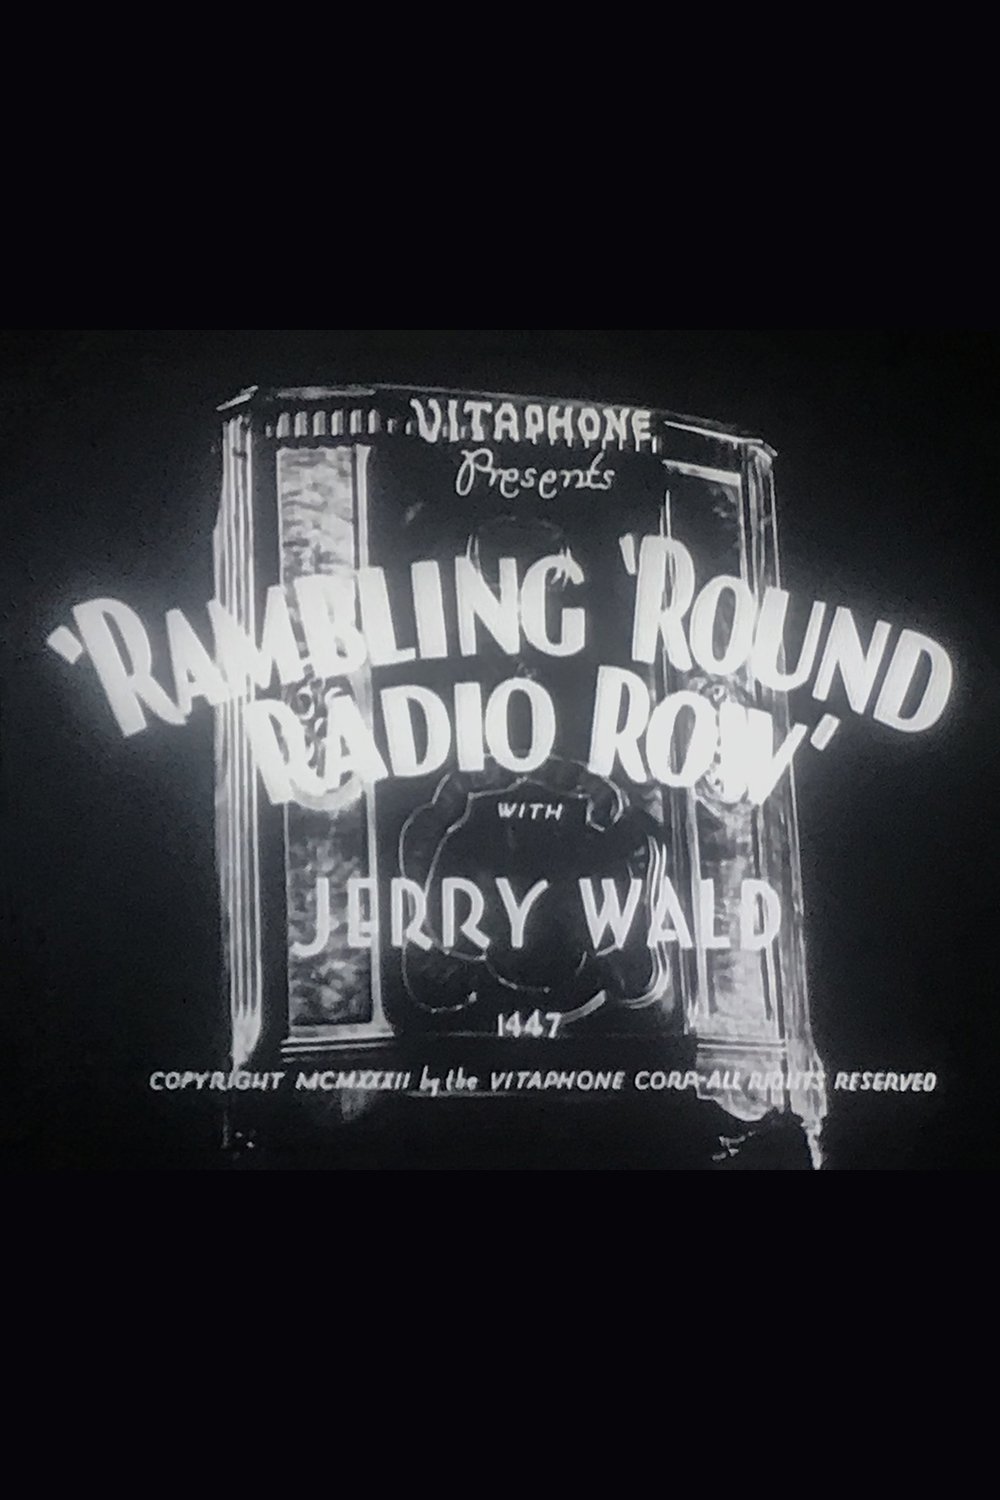 VITAPHONE
Presents
'RAMBLING 'ROUND
RADIO ROW'
WITH
JERRY WALD
1447
COPYRIGHT MCMXXXII by the VITAPHONE CORP-ALL RIGHTS RESERVED